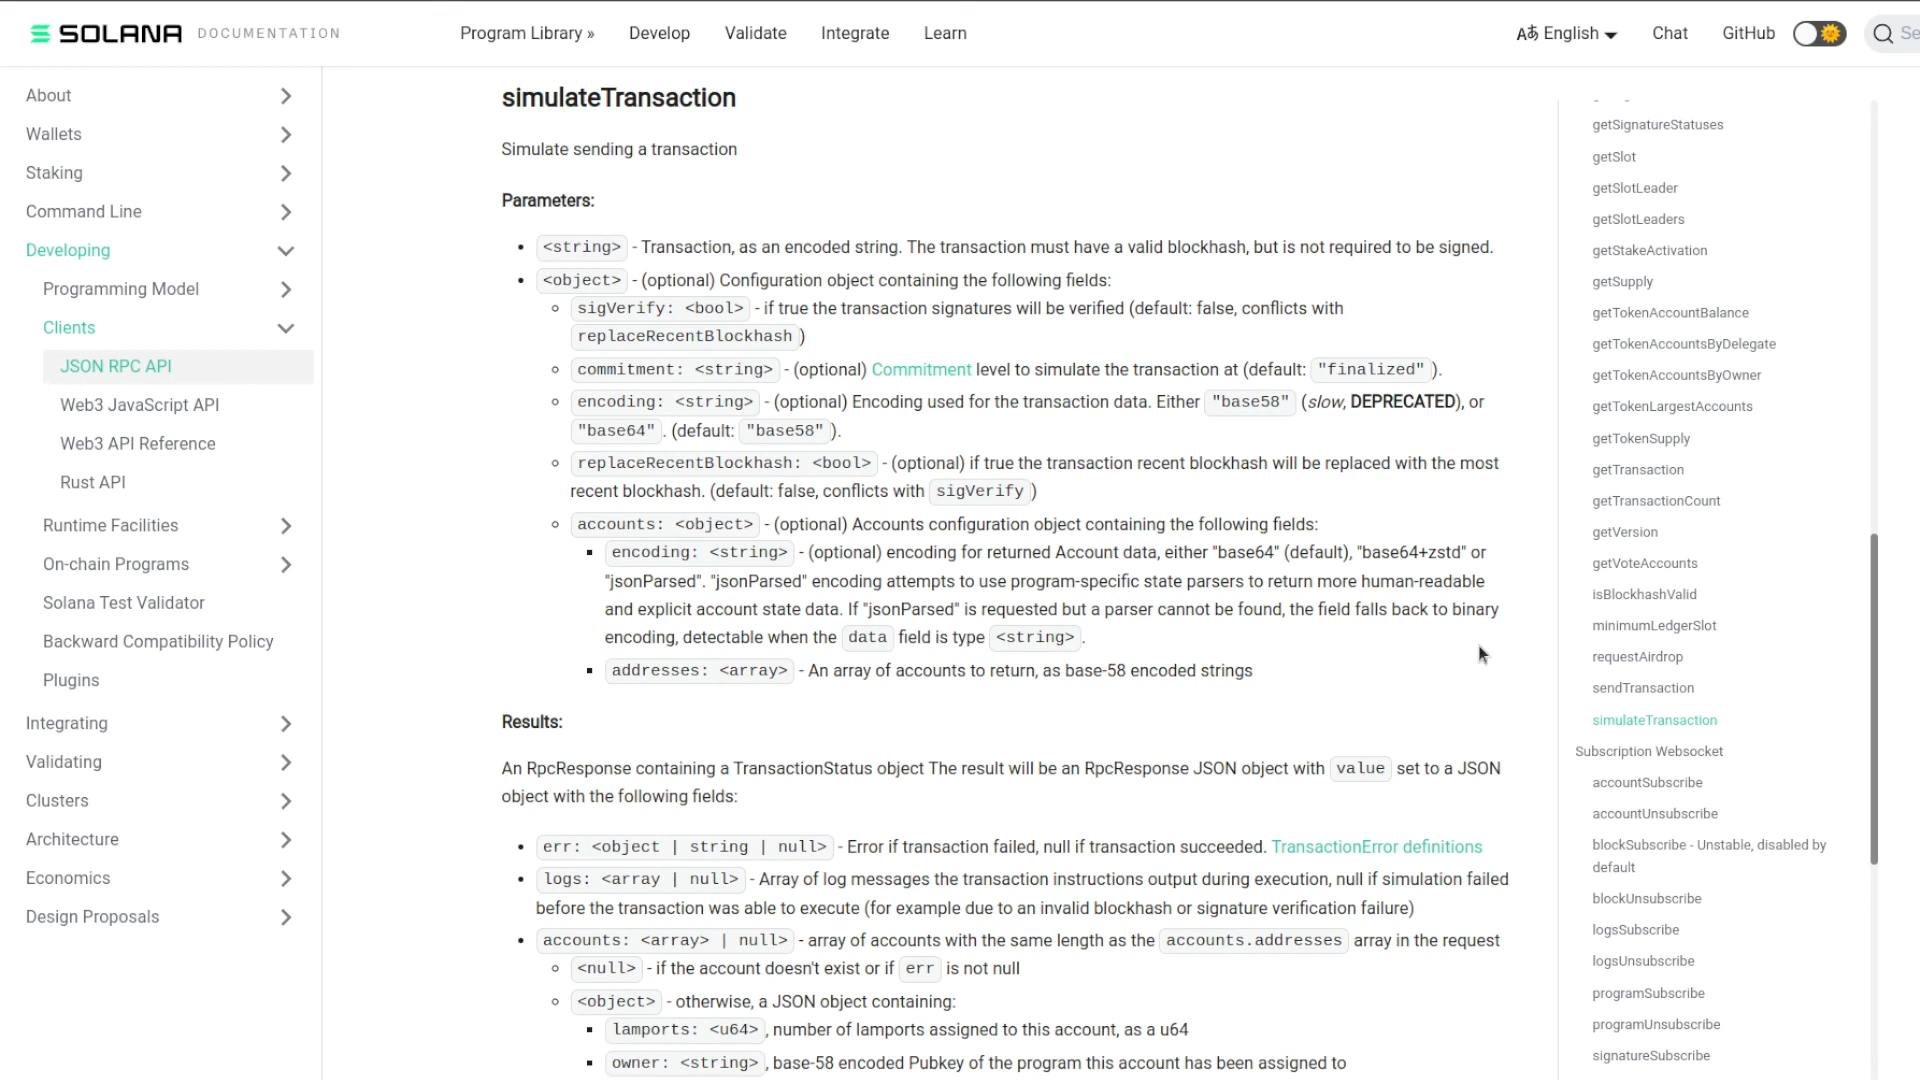 SOLANA DOCUMENTATION
Program Library »
Develop
Validate
Integrate
Learn
English
Chat
GitHub
Se
About
Wallets
Staking
Command Line
Developing
Programming Model
Clients
JSON RPC API
Web3 JavaScript API
Web3 API Reference
Rust API
Runtime Facilities
On-chain Programs
Solana Test Validator
Backward Compatibility Policy
Plugins
Integrating
Validating
Clusters
Architecture
Economics
Design Proposals
simulateTransaction
Simulate sending a transaction
Parameters:
<string> - Transaction, as an encoded string. The transaction must have a valid blockhash, but is not required to be signed.
<object> - (optional) Configuration object containing the following fields:
sigVerify: <bool> - if true the transaction signatures will be verified (default: false, conflicts with
replaceRecentBlockhash )
commitment: <string> - (optional) Commitment level to simulate the transaction at (default: "finalized" ).
encoding: <string> - (optional) Encoding used for the transaction data. Either "base58" (slow, DEPRECATED), or
"base64" . (default: "base58" ).
replaceRecentBlockhash: <bool> - (optional) if true the transaction recent blockhash will be replaced with the most
recent blockhash. (default: false, conflicts with sigVerify )
accounts: <object> - (optional) Accounts configuration object containing the following fields:
encoding: <string> - (optional) encoding for returned Account data, either "base64" (default), "base64+zstd" or
"jsonParsed". "jsonParsed" encoding attempts to use program-specific state parsers to return more human-readable
and explicit account state data. If "jsonParsed" is requested but a parser cannot be found, the field falls back to binary
encoding, detectable when the data field is type <string> .
addresses: <array> - An array of accounts to return, as base-58 encoded strings
Results:
An RpcResponse containing a TransactionStatus object The result will be an RpcResponse JSON object with value set to a JSON
object with the following fields:
err: <object | string | null> - Error if transaction failed, null if transaction succeeded. TransactionError definitions
logs: <array | null> - Array of log messages the transaction instructions output during execution, null if simulation failed
before the transaction was able to execute (for example due to an invalid blockhash or signature verification failure)
accounts: <array> | null> - array of accounts with the same length as the accounts.addresses array in the request
<null> - if the account doesn't exist or if err is not null
<object> - otherwise, a JSON object containing:
lamports: <u64> , number of lamports assigned to this account, as a u64
owner: <string> , base-58 encoded Pubkey of the program this account has been assigned to
getSignatureStatuses
getSlot
getSlotLeader
getSlotLeaders
getStakeActivation
getSupply
getTokenAccountBalance
getTokenAccountsByDelegate
getTokenAccountsByOwner
getTokenLargestAccounts
getTokenSupply
getTransaction
getTransactionCount
getVersion
getVoteAccounts
isBlockhashValid
minimumLedgerSlot
requestAirdrop
sendTransaction
simulateTransaction
Subscription Websocket
accountSubscribe
accountUnsubscribe
blockSubscribe - Unstable, disabled by
default
blockUnsubscribe
logsSubscribe
logsUnsubscribe
programSubscribe
programUnsubscribe
signatureSubscribe